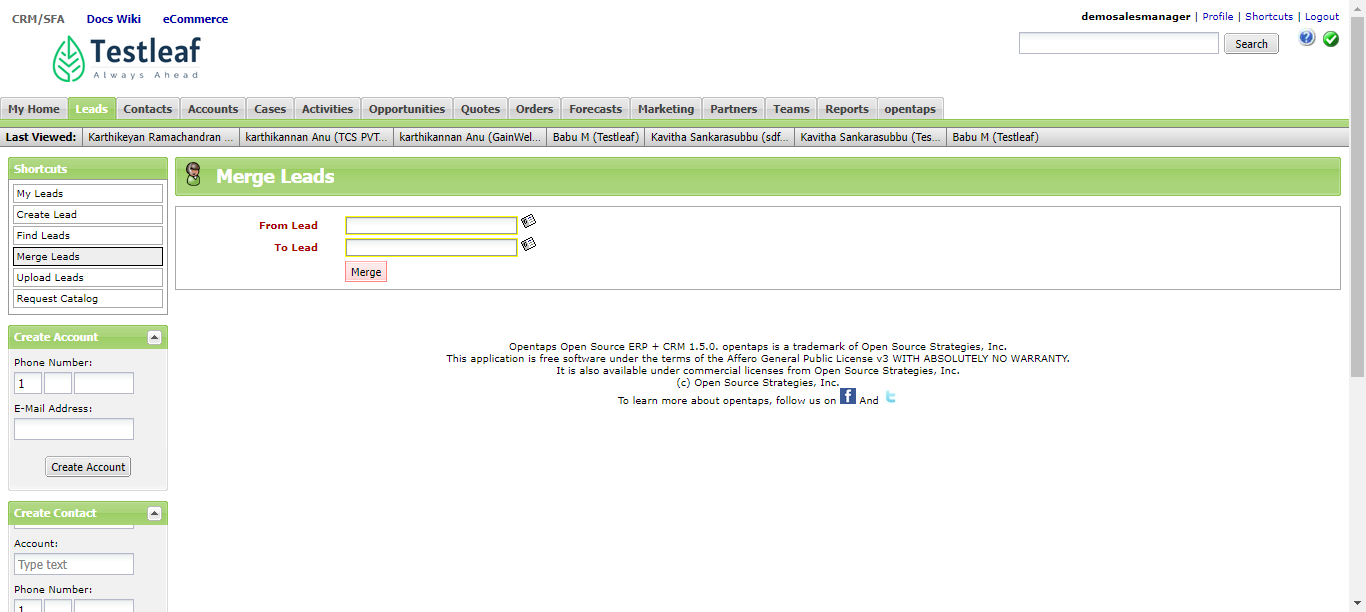 CRM/SFA Docs Wiki eCommerce
demosalesmanager | Profile | Shortcuts | Logout
Testleaf
Always Ahead
Search
My Home Leads Contacts Accounts Cases Activities Opportunities Quotes Orders Forecasts Marketing Partners Teams Reports opentaps
Last Viewed: Karthikeyan Ramachandran ... karthikannan Anu (TCS PVT... karthikannan Anu (GainWel... Babu M (Testleaf) Kavitha Sankarasubbu (sdf... Kavitha Sankarasubbu (Tes... Babu M (Testleaf)
Shortcuts
My Leads
Create Lead
Find Leads
Merge Leads
Upload Leads
Request Catalog
Merge Leads
From Lead
To Lead
Merge
Create Account
Phone Number:
1
E-Mail Address:
Create Account
Create Contact
Account:
Type text
Phone Number:
1
Opentaps Open Source ERP + CRM 1.5.0. opentaps is a trademark of Open Source Strategies, Inc.
This application is free software under the terms of the Affero General Public License v3 WITH ABSOLUTELY NO WARRANTY.
It is also available under commercial licenses from Open Source Strategies, Inc.
(c) Open Source Strategies, Inc.
To learn more about opentaps, follow us on f And t